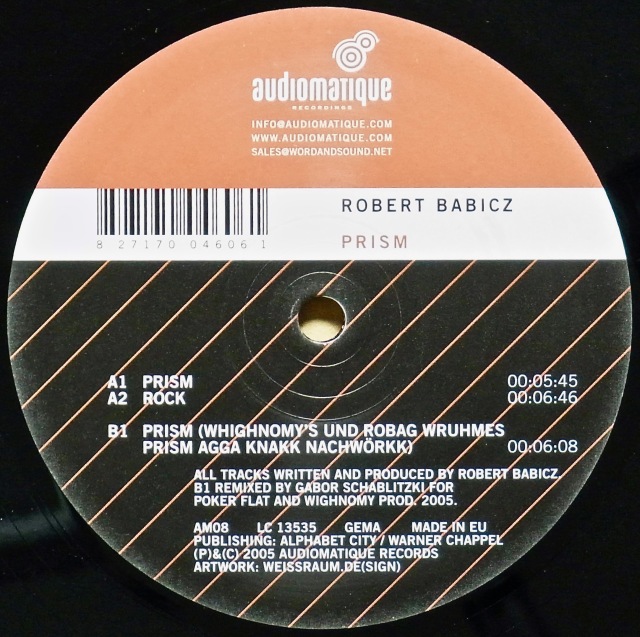 audiomatique
RECORDINGS
INFO@AUDIOMATIQUE.COM
WWW.AUDIOMATIQUE.COM
SALES@WORDANDSOUND.NET
ROBERT BABICZ
8 27170 04606 1
PRISM
A1 PRISM 00:05:45
A2 ROCK 00:06:46
B1 PRISM (WHIGHNOMY'S UND ROBAG WRUHMES
PRISM AGGA KNAKK NACHWÖRKK) 00:06:08
ALL TRACKS WRITTEN AND PRODUCED BY ROBERT BABICZ.
B1 REMIXED BY GABOR SCHABLITZKI FOR
POKER FLAT AND WIGHNOMY PROD. 2005.
AM08 LC 13535 GEMA MADE IN EU
PUBLISHING: ALPHABET CITY / WARNER CHAPPEL
(P)&(C) 2005 AUDIOMATIQUE RECORDS
ARTWORK: WEISSRAUM.DE(SIGN)